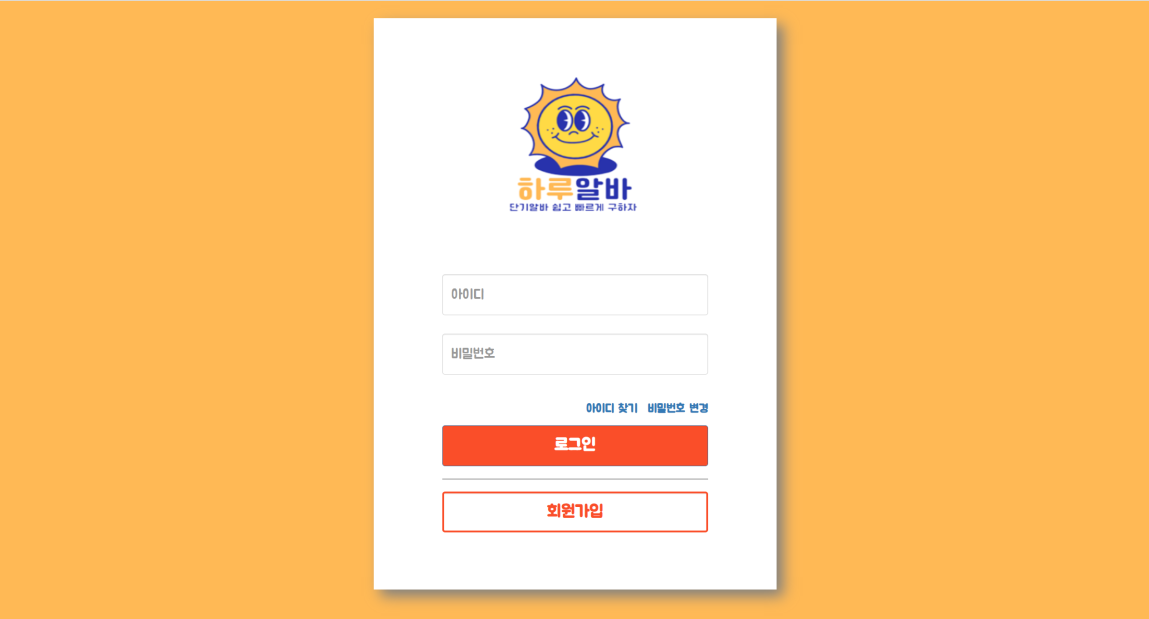 하루알바
단기알바 쉽고 빠르게 구하자
아이디
비밀번호
아이디 찾기 비밀번호 변경
로그인
회원가입